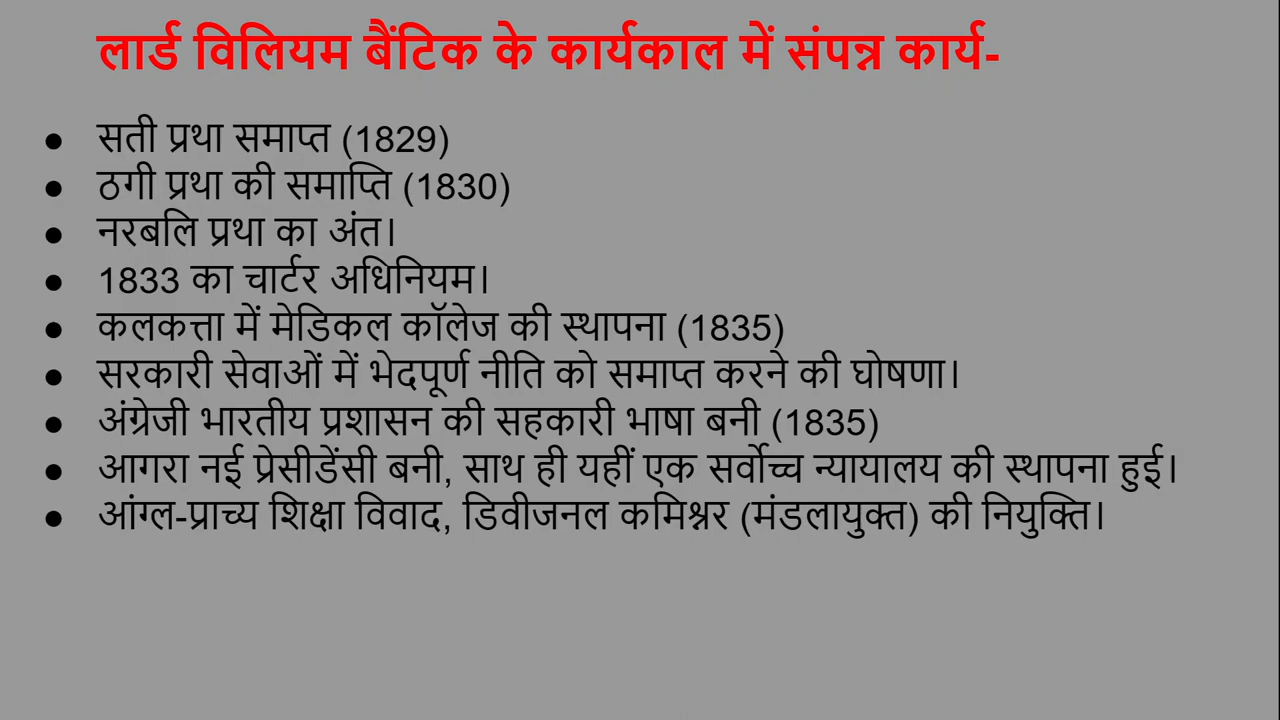 लार्ड विलियम बैंटिक के कार्यकाल में संपन्न कार्य-
● सती प्रथा समाप्त (1829)
● ठगी प्रथा की समाप्ति (1830)
● नरबलि प्रथा का अंत।
● 1833 का चार्टर अधिनियम।
● कलकत्ता में मेडिकल कॉलेज की स्थापना (1835)
● सरकारी सेवाओं में भेदपूर्ण नीति को समाप्त करने की घोषणा।
● अंग्रेजी भारतीय प्रशासन की सहकारी भाषा बनी (1835)
● आगरा नई प्रेसीडेंसी बनी, साथ ही यहीं एक सर्वोच्च न्यायालय की स्थापना हुई।
● आंग्ल-प्राच्य शिक्षा विवाद, डिवीजनल कमिश्नर (मंडलायुक्त) की नियुक्ति।